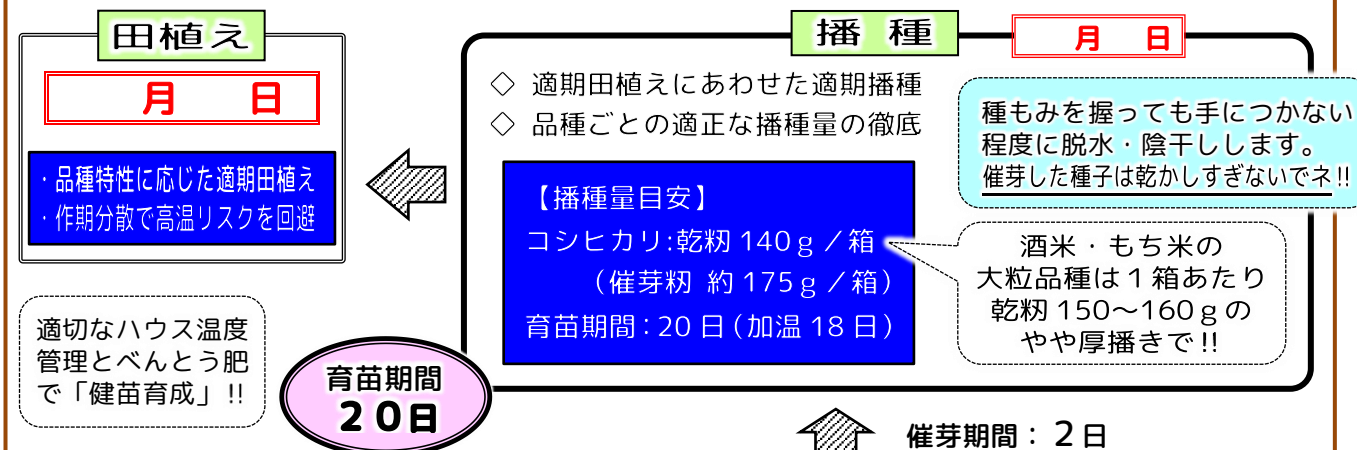 田植え
月 日
・品種特性に応じた適期田植え
・作期分散で高温リスクを回避
適切なハウス温度
管理とべんとう肥
で「健苗育成」!!
育苗期間
20日
播 種
月 日
◇ 適期田植えにあわせた適期播種
◇ 品種ごとの適正な播種量の徹底
【播種量目安】
コシヒカリ:乾籾 140g/箱
(催芽籾 約 175g/箱)
育苗期間:20 日(加温 18 日)
種もみを握っても手につかない
程度に脱水・陰干しします。
催芽した種子は乾かしすぎないでネ!!
酒米・もち米の
大粒品種は1箱あたり
乾籾 150~160gの
やや厚播きで!!
催芽期間: 2日